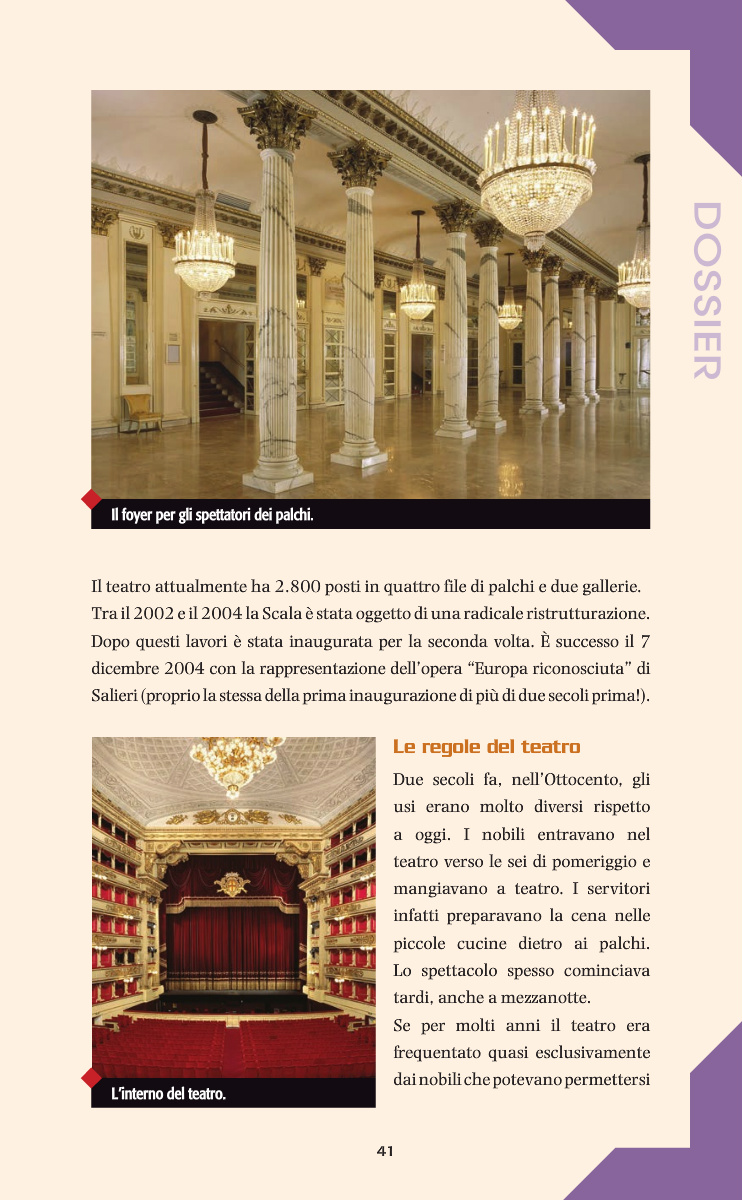 DOSSIER
Il foyer per gli spettatori dei palchi.
Il teatro attualmente ha 2.800 posti in quattro file di palchi e due gallerie.
Tra il 2002 e il 2004 la Scala è stata oggetto di una radicale ristrutturazione.
Dopo questi lavori è stata inaugurata per la seconda volta. È successo il 7
dicembre 2004 con la rappresentazione dell’opera “Europa riconosciuta” di
Salieri (proprio la stessa della prima inaugurazione di più di due secoli prima!).
L’interno del teatro.
Le regole del teatro
Due secoli fa, nell’Ottocento, gli
usi erano molto diversi rispetto
a oggi. I nobili entravano nel
teatro verso le sei di pomeriggio e
mangiavano a teatro. I servitori
infatti preparavano la cena nelle
piccole cucine dietro ai palchi.
Lo spettacolo spesso cominciava
tardi, anche a mezzanotte.
Se per molti anni il teatro era
frequentato quasi esclusivamente
dai nobili che potevano permettersi
41